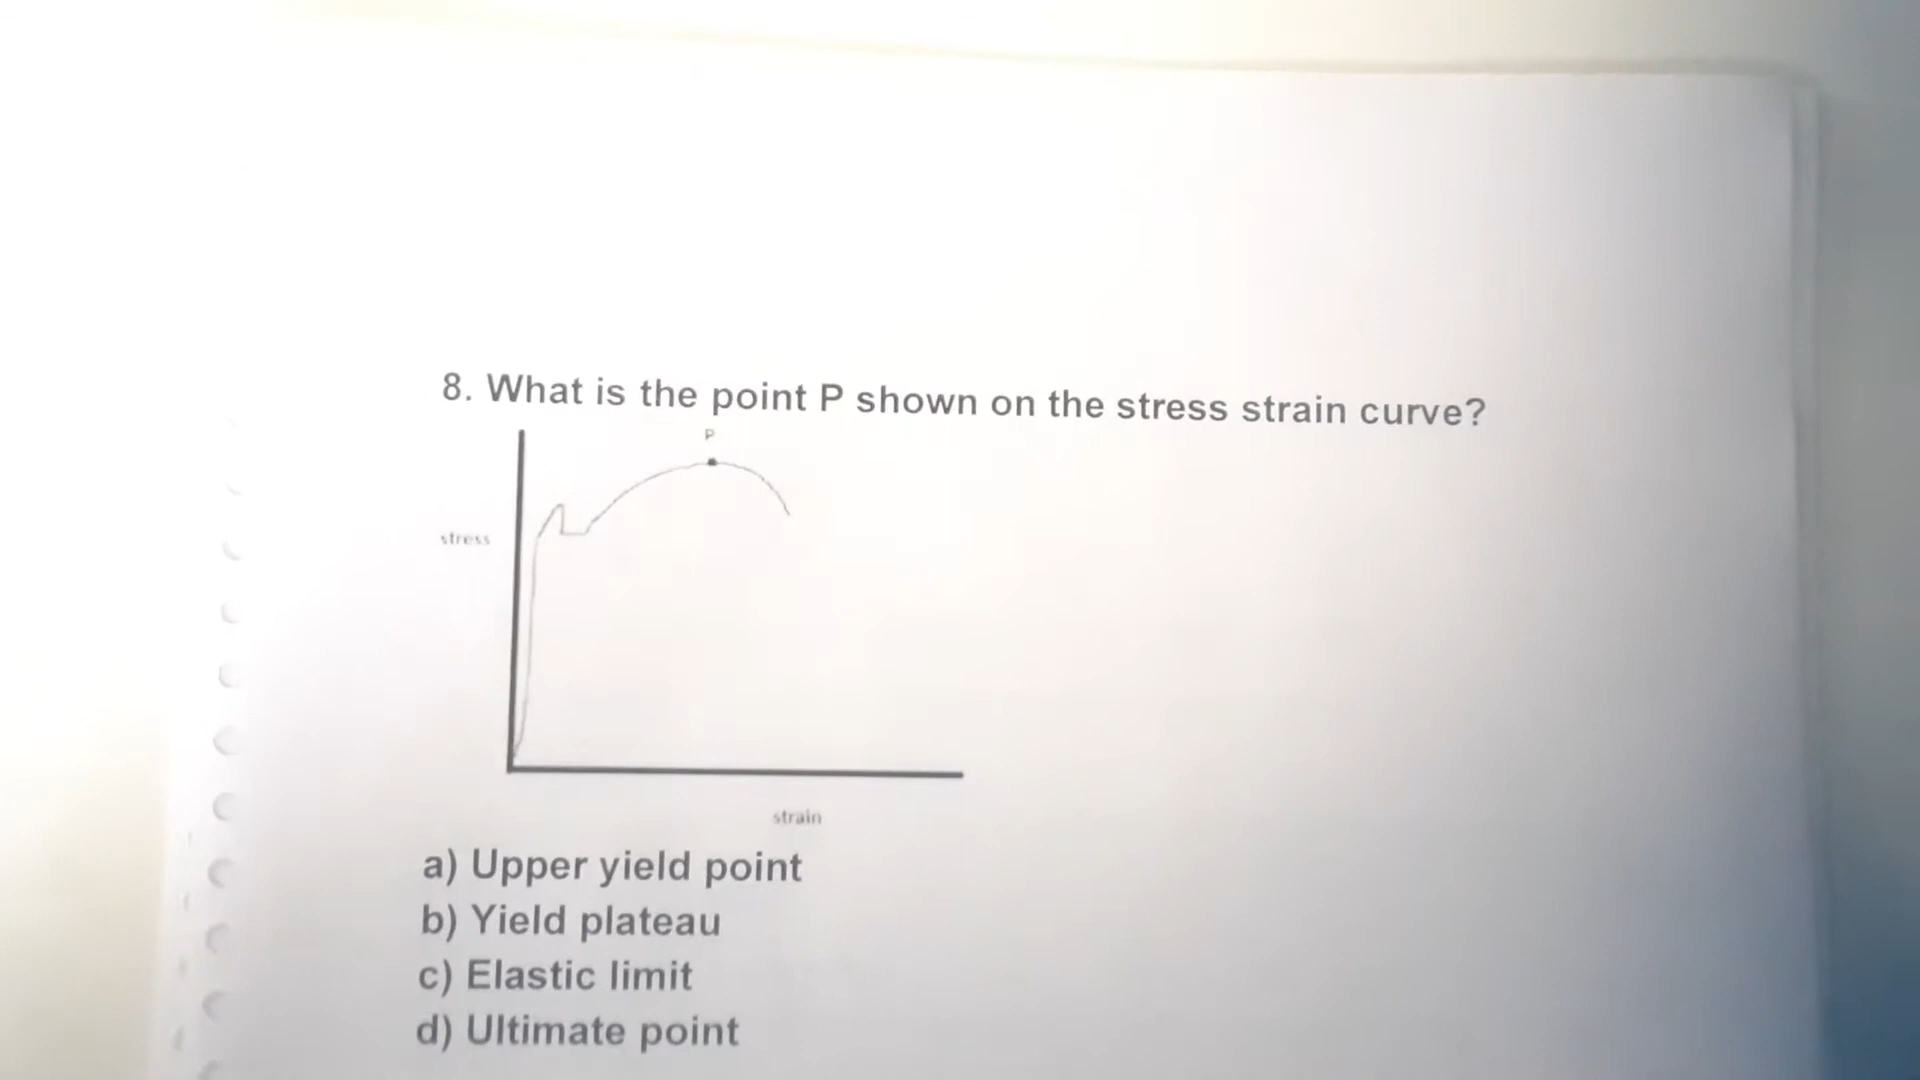 8. What is the point P shown on the stress strain curve?
P
stress
strain
a) Upper yield point
b) Yield plateau
c) Elastic limit
d) Ultimate point